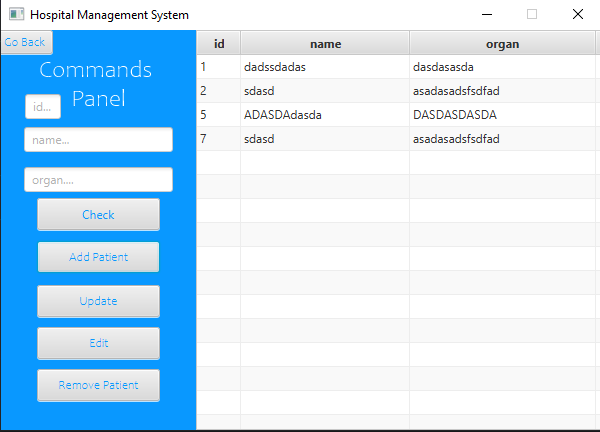 Hospital Management System
Go Back
Commands
Panel
id...
name...
organ....
Check
Add Patient
Update
Edit
Remove Patient
id name organ
1 dadssdadas dasdasasda
2 sdasd asadasadsfsdfad
5 ADASDAdasda DASDASDASDA
7 sdasd asadasadsfsdfad